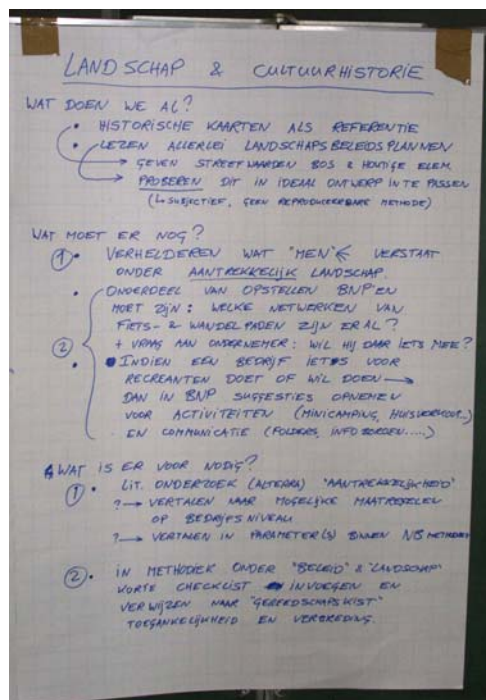 LANDSCHAP & CULTUURHISTORIE
WAT DOEN WE AL?
• HISTORISCHE KAARTEN ALS REFERENTIE
• LEZEN ALLERLEI LANDSCHAPSBELEIDSPLANNEN
→ GEVEN STREEFWAARDEN BOS & HOUTIGE ELEM.
→ PROBEREN DIT IN IDEAAL ONTWERP IN TE PASSEN
(↳ SUBJECTIEF, GEEN REPRODUCEERBARE METHODE)
WAT MOET ER NOG?
① • VERHELDEREN WAT "MEN" VERSTAAT
ONDER AANTREKKELIJK LANDSCHAP.
• ONDERDEEL VAN OPSTELLEN BNP'EN
MOET ZIJN: WELKE NETWERKEN VAN
FIETS- & WANDELPADEN ZIJN ER AL?
② + VRAAG AAN ONDERNEMER: WIL HIJ DAAR IETS MEE?
• INDIEN EEN BEDRIJF IETS VOOR
RECREANTEN DOET OF WIL DOEN →
DAN IN BNP SUGGESTIES OPNEMEN
VOOR ACTIVITEITEN (MINICAMPING, HUISVERKOOP...)
EN COMMUNICATIE (FOLDERS, INFOBORDEN.....)
WAT IS ER VOOR NODIG?
① • LIT. ONDERZOEK (ALTERRA) "AANTREKKELIJKHEID"
? → VERTALEN NAAR MOGELIJKE MAATREGELEN
OP BEDRIJFSNIVEAU
? → VERTALEN IN PARAMETER(S) BINNEN
② • IN METHODIEK ONDER "BELEID" & "LANDSCHAP"
KORTE CHECKLIST INVOEGEN EN
VERWIJZEN NAAR "GEREEDSCHAPSKIST"
TOEGANKELIJKHEID EN VERBREDING.